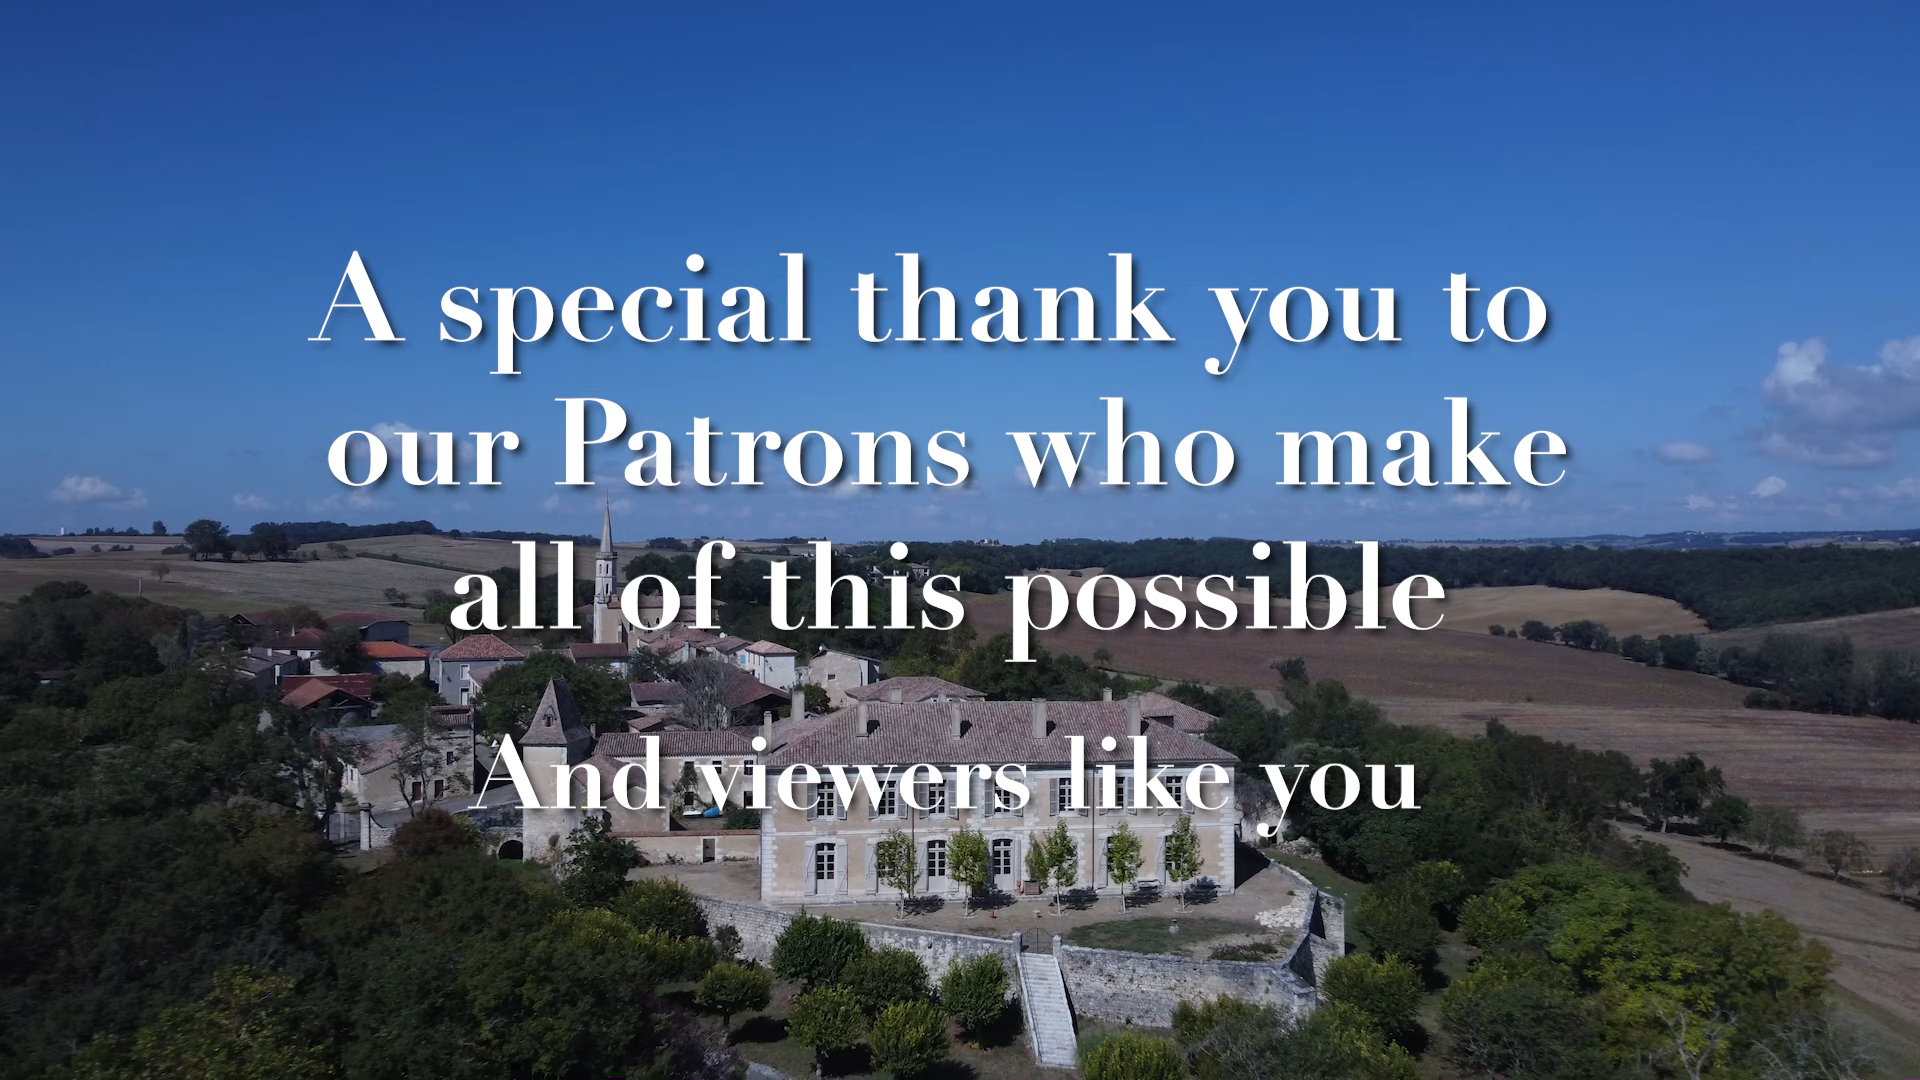 A special thank you to
our Patrons who make
all of this possible
And viewers like you